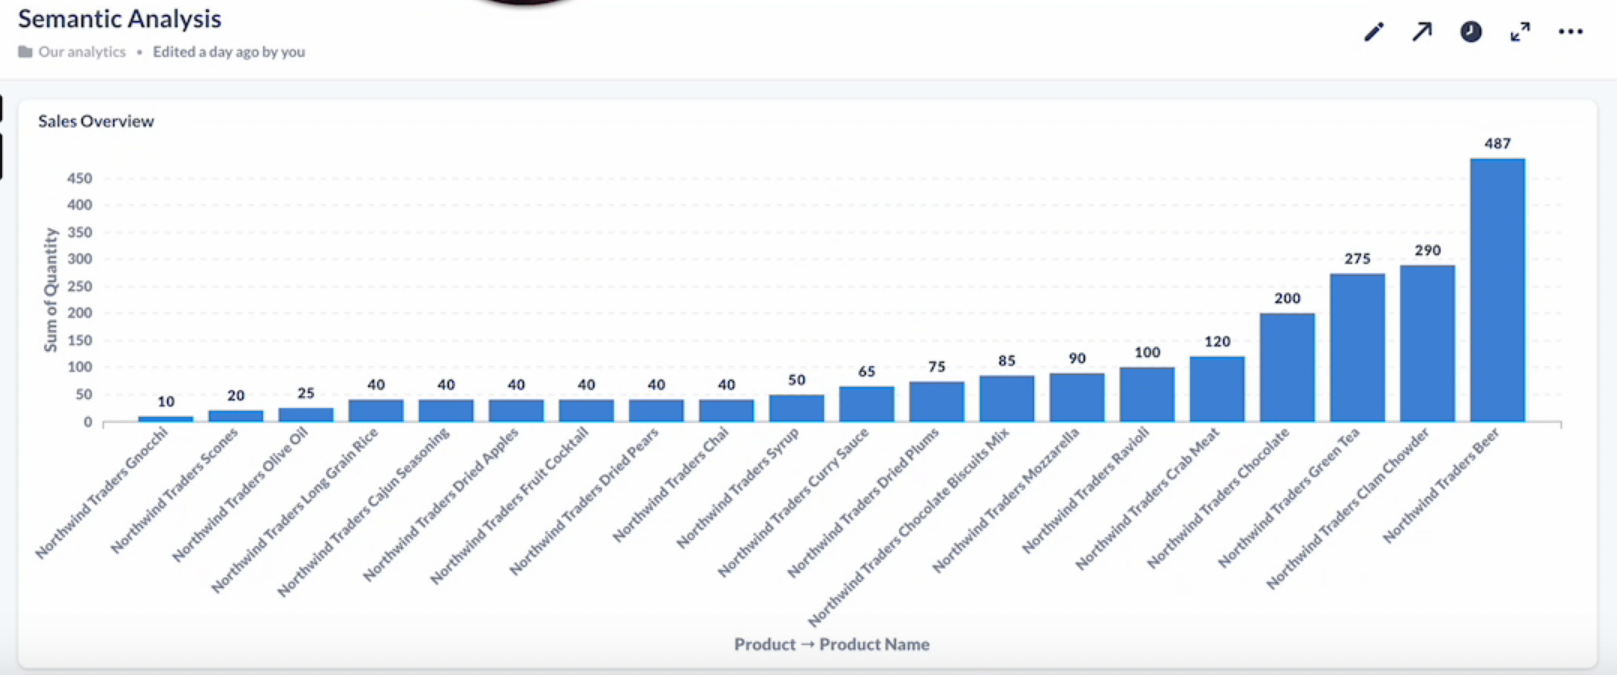 Semantic Analysis
Our analytics • Edited a day ago by you
Sales Overview
487
450
400
350
300
250
200
150
100
50
0
Sum of Quantity
10
20
25
40
40
40
40
40
40
50
65
75
85
90
100
120
200
275
290
Northwind Traders Gnocchi
Northwind Traders Scones
Northwind Traders Olive Oil
Northwind Traders Long Grain Rice
Northwind Traders Cajun Seasoning
Northwind Traders Dried Apples
Northwind Traders Fruit Cocktail
Northwind Traders Dried Pears
Northwind Traders Chai
Northwind Traders Syrup
Northwind Traders Curry Sauce
Northwind Traders Dried Plums
Northwind Traders Chocolate Biscuits Mix
Northwind Traders Mozzarella
Northwind Traders Ravioli
Northwind Traders Crab Meat
Northwind Traders Chocolate
Northwind Traders Green Tea
Northwind Traders Clam Chowder
Northwind Traders Beer
Product → Product Name